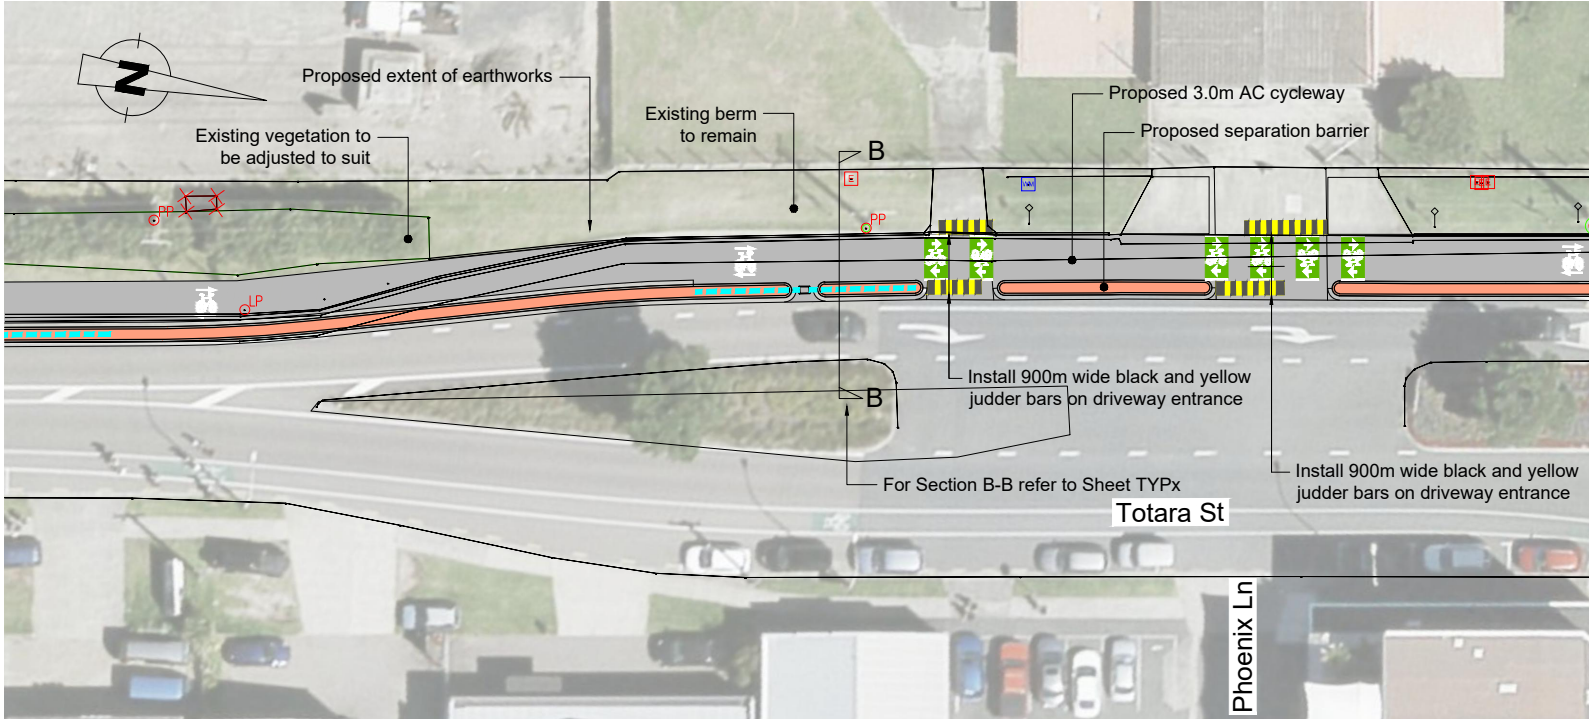 N
Proposed extent of earthworks
Existing vegetation to
be adjusted to suit
Existing berm
to remain
Proposed 3.0m AC cycleway
Proposed separation barrier
B
PP
PP
WM
LP
Install 900m wide black and yellow
judder bars on driveway entrance
B
For Section B-B refer to Sheet TYPx
Install 900m wide black and yellow
judder bars on driveway entrance
Totara St
Phoenix Ln